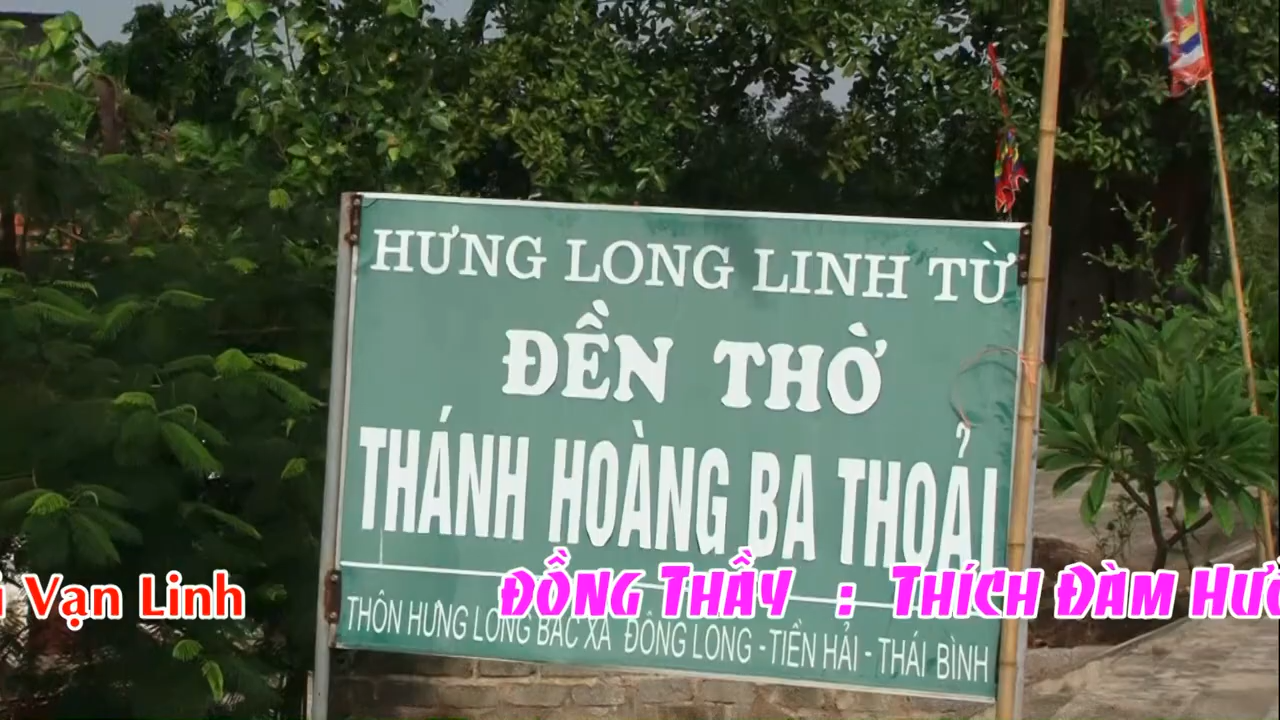 HƯNG LONG LINH TỪ
ĐỀN THỜ
THÁNH HOÀNG BA THOẢI
Vạn Linh ĐỒNG THẦY : THÍCH ĐÀM
THÔN HƯNG LONG BẮC XÃ ĐÔNG LONG - TIỀN HẢI - THÁI BÌNH